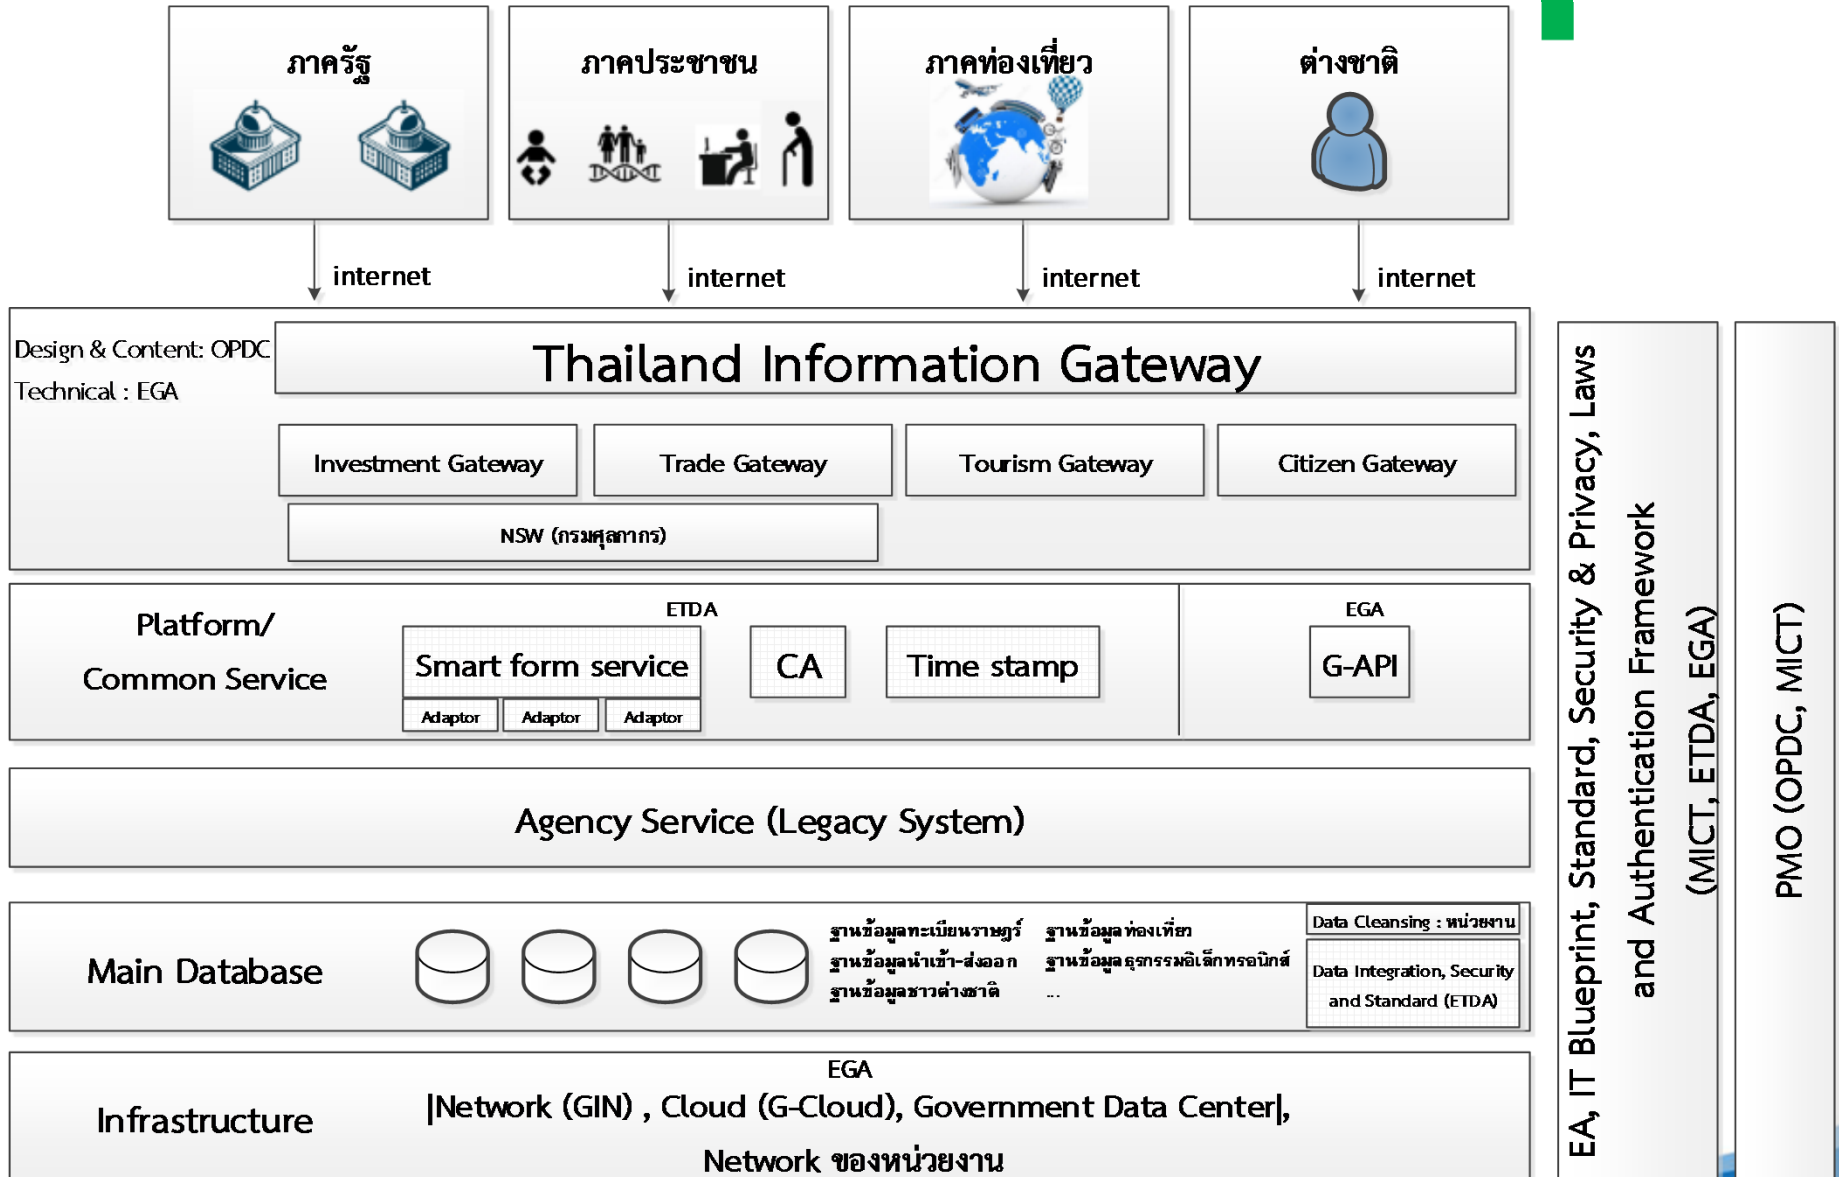 ภาครัฐ
ภาคประชาชน
ภาคท่องเที่ยว
ต่างชาติ
internet
internet
internet
internet
Design & Content: OPDC
Technical : EGA
Thailand Information Gateway
Investment Gateway
Trade Gateway
Tourism Gateway
Citizen Gateway
NSW (กรมศุลกากร)
Platform/
Common Service
ETDA
Smart form service
Adaptor
Adaptor
Adaptor
CA
Time stamp
EGA
G-API
Agency Service (Legacy System)
Main Database
ฐานข้อมูลทะเบียนราษฎร์
ฐานข้อมูลนำเข้า-ส่งออก
ฐานข้อมูลชาวต่างชาติ
ฐานข้อมูลท่องเที่ยว
ฐานข้อมูลธุรกรรมอิเล็กทรอนิกส์
...
Data Cleansing : หน่วยงาน
Data Integration, Security
and Standard (ETDA)
Infrastructure
EGA
|Network (GIN) , Cloud (G-Cloud), Government Data Center|,
Network ของหน่วยงาน
EA, IT Blueprint, Standard, Security & Privacy, Laws
and Authentication Framework
(MICT, ETDA, EGA)
PMO (OPDC, MICT)